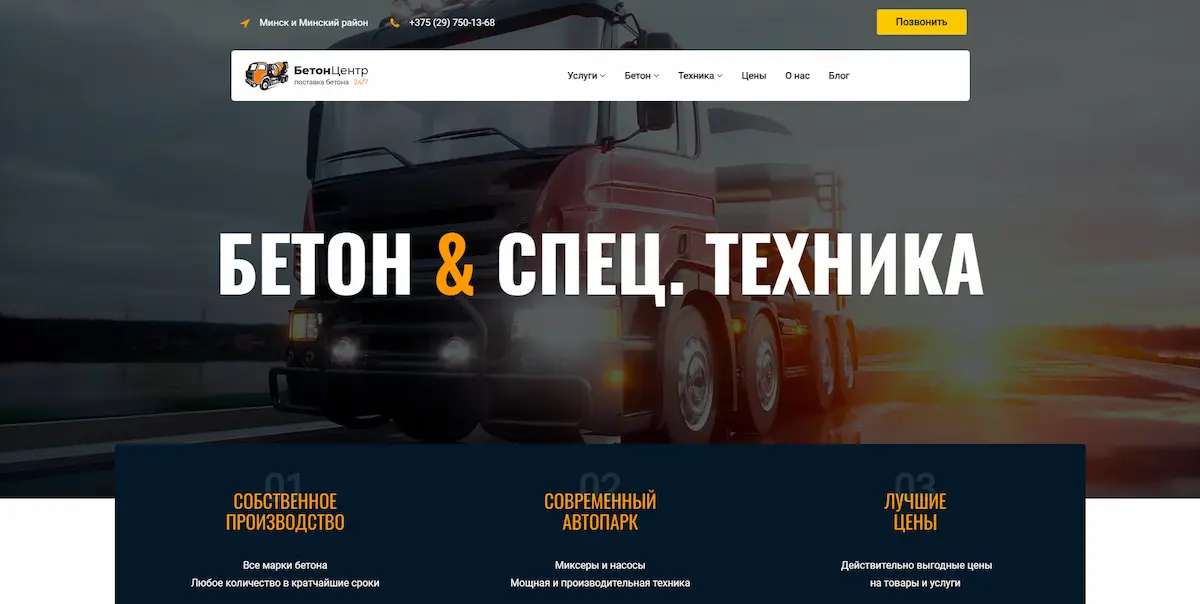 Минск и Минский район
+375 (29) 750-13-68
Позвонить
БетонЦентр
поставка бетона 24/7
Услуги
Бетон
Техника
Цены
О нас
Блог
БЕТОН & СПЕЦ. ТЕХНИКА
01
СОБСТВЕННОЕ
ПРОИЗВОДСТВО
Все марки бетона
Любое количество в кратчайшие сроки
02
СОВРЕМЕННЫЙ
АВТОПАРК
Миксеры и насосы
Мощная и производительная техника
03
ЛУЧШИЕ
ЦЕНЫ
Действительно выгодные цены
на товары и услуги